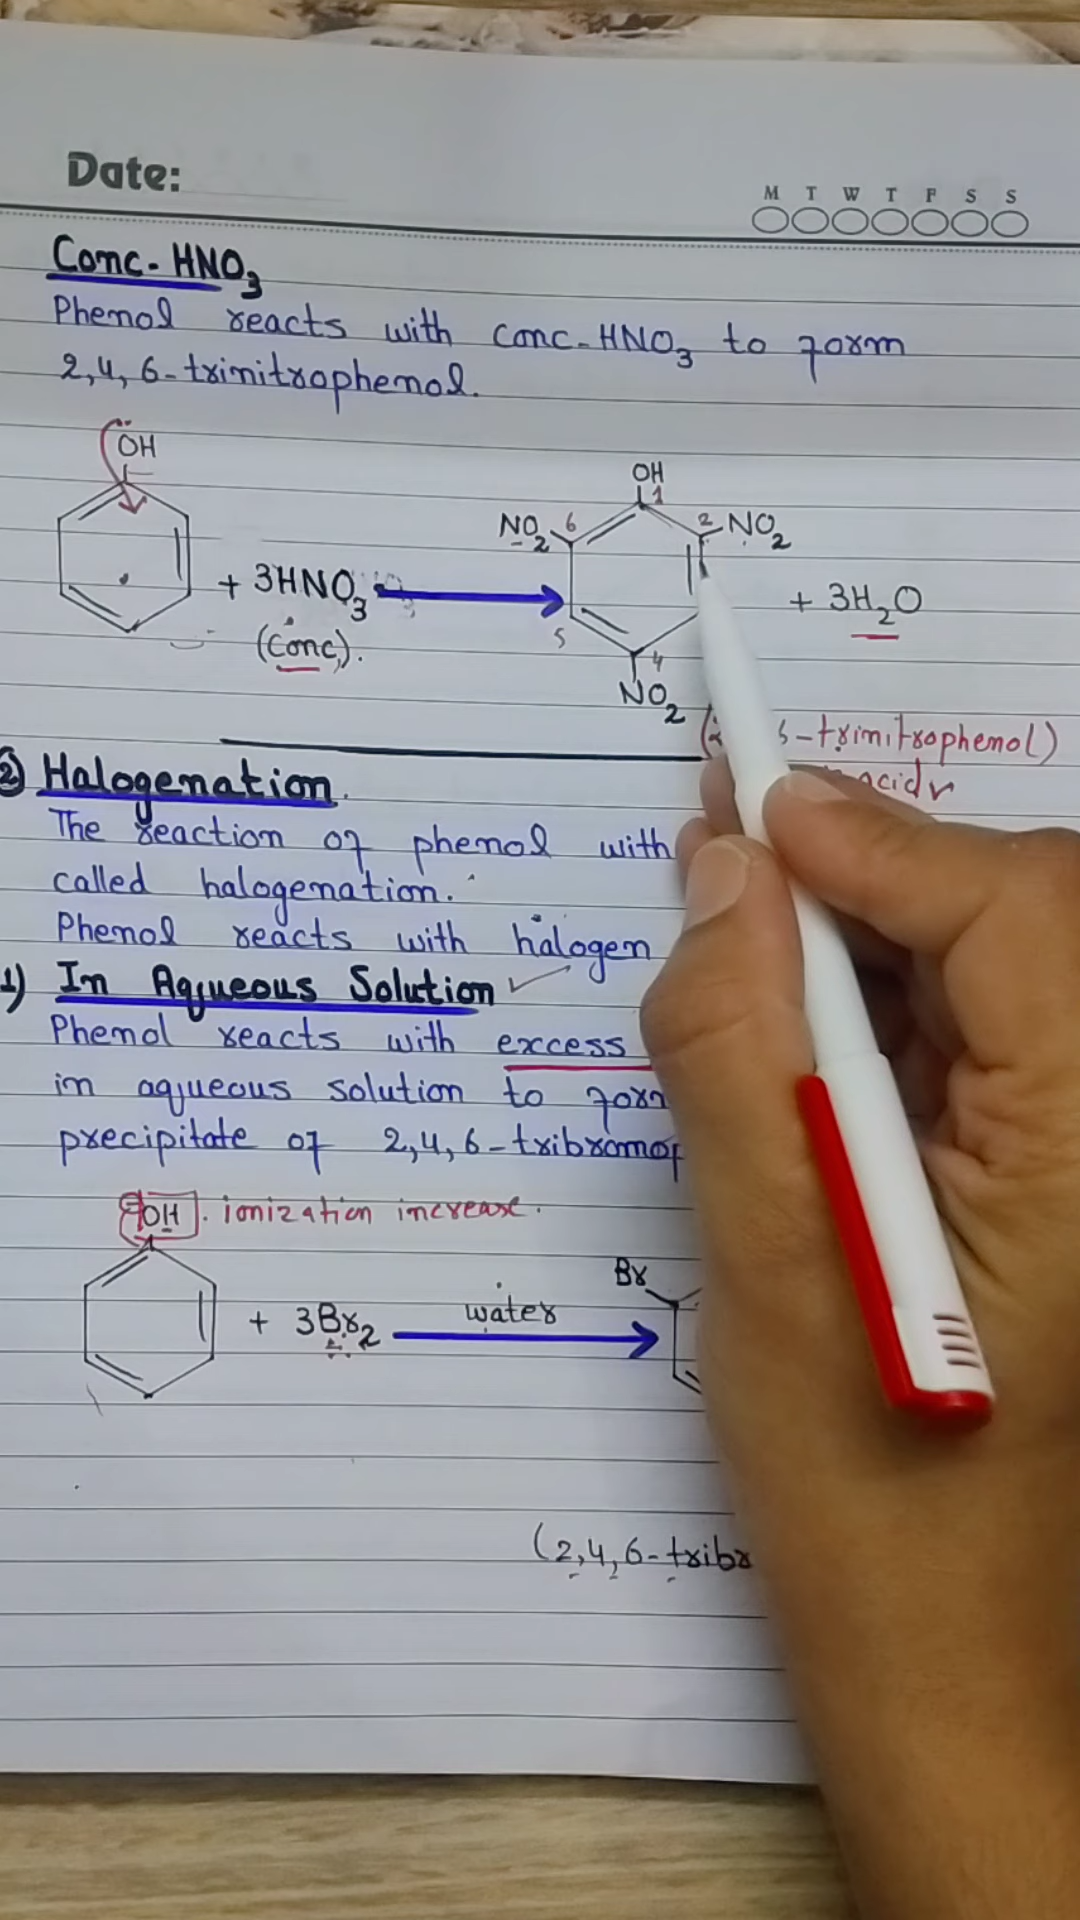 Date:
M T W T F S S
Conc-HNO3
Phenol reacts with conc-HNO3 to form
2,4,6-trinitrophenol.
OH
OH
1
NO2 6
2 NO2
+ 3HNO3
+ 3H2O
(Conc).
5
4
NO2
6-trinitrophenol)
acid
2) Halogenation.
The reaction of phenol with
called halogenation.
Phenol reacts with halogen
1) In Aqueous Solution
Phenol reacts with excess
in aqueous solution to form
precipitate of 2,4,6-
OH. ionization increase.
Br
+ 3Br2
water
(2,4,6-